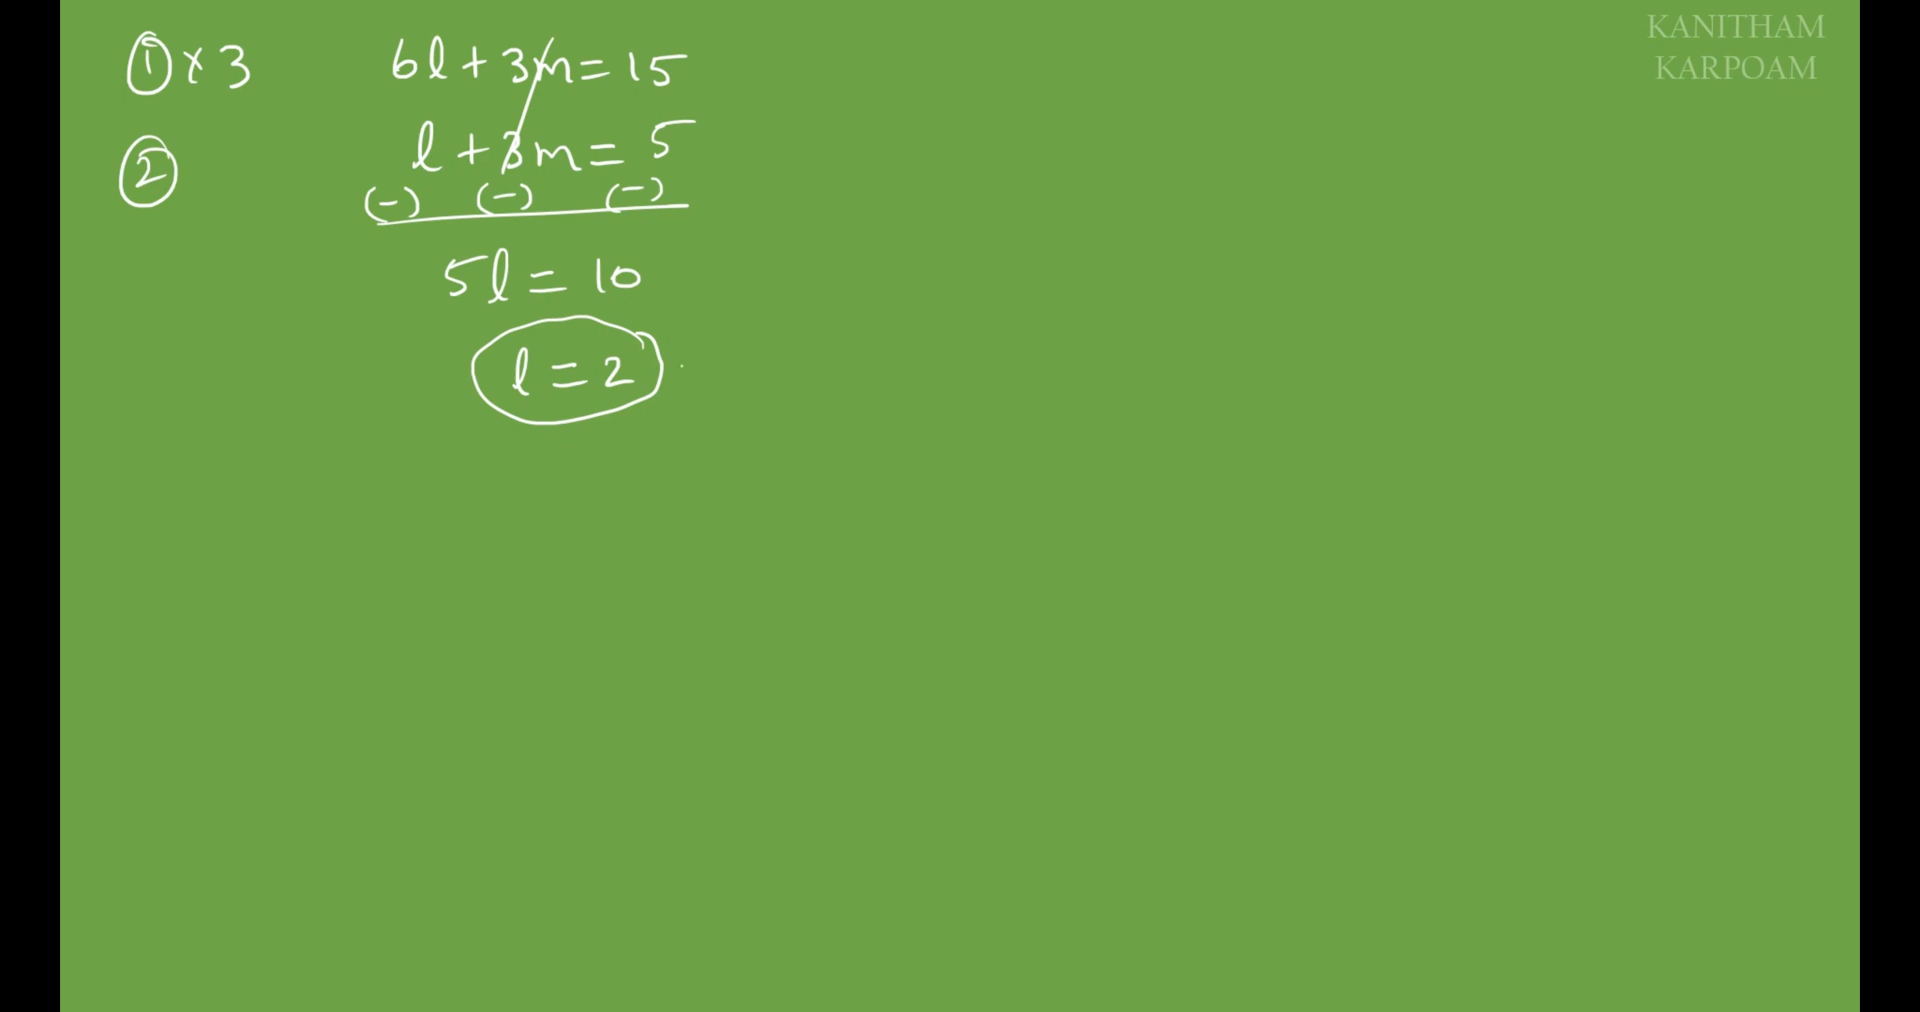 ① × 3 6l + 3m = 15
② l + 3m = 5
(-) (-) (-)
5l = 10
l = 2
KANITHAM
KARPOAM